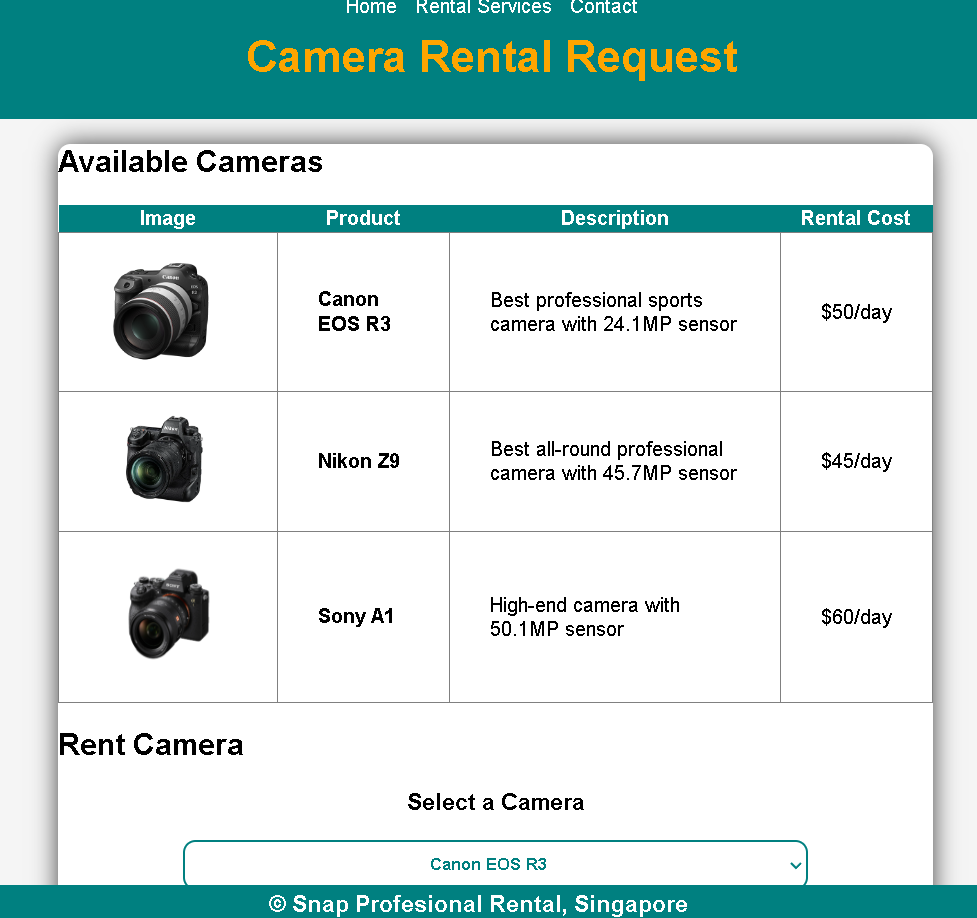 Home Rental Services Contact
Camera Rental Request
Available Cameras
Image Product Description Rental Cost
Canon
EOS R3
Best professional sports
camera with 24.1MP sensor
$50/day
Nikon Z9
Best all-round professional
camera with 45.7MP sensor
$45/day
Sony A1
High-end camera with
50.1MP sensor
$60/day
Rent Camera
Select a Camera
Canon EOS R3
© Snap Profesional Rental, Singapore